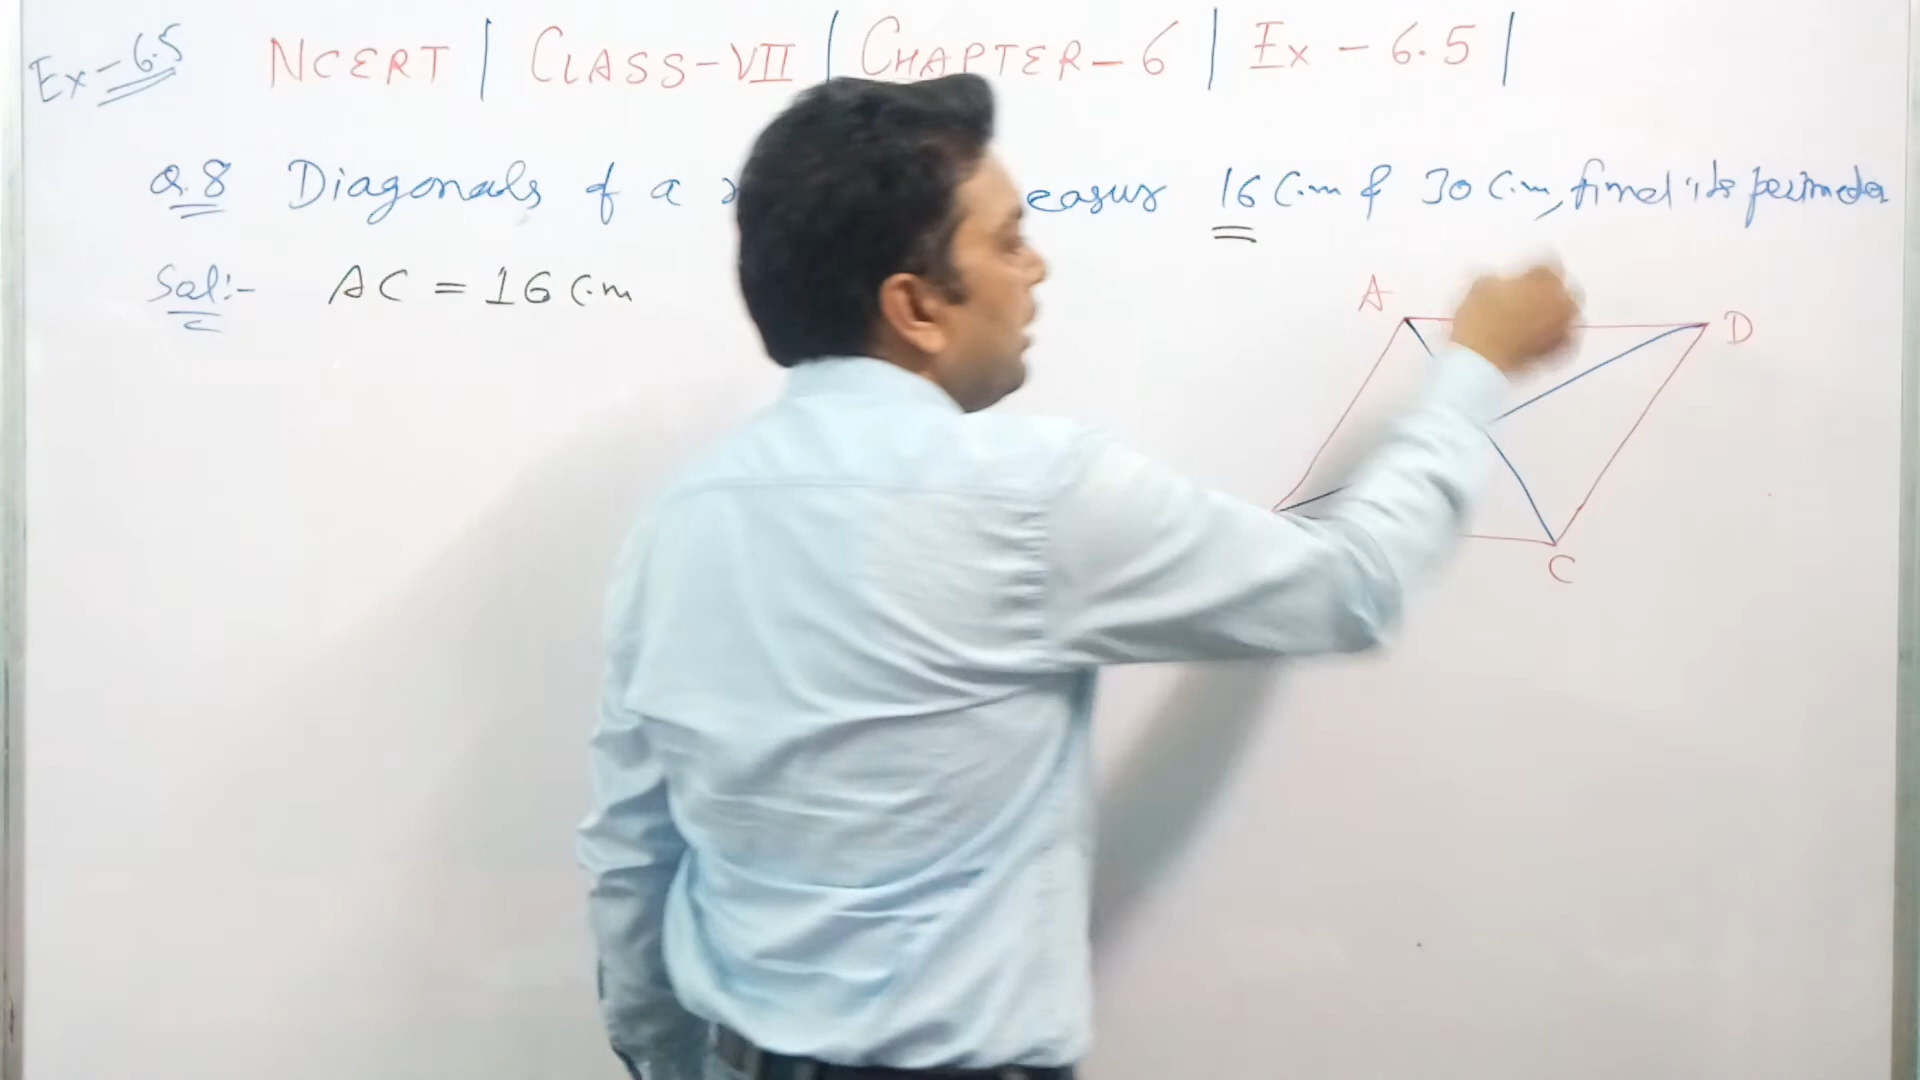 Ex-6.5
NCERT | CLASS-VII | CHAPTER-6 | Ex-6.5 |
Q.8 Diagonals of a easus 16 Cm & 30 Cm, find its perimeter
Sol:- AC = 16 Cm
A
D
C